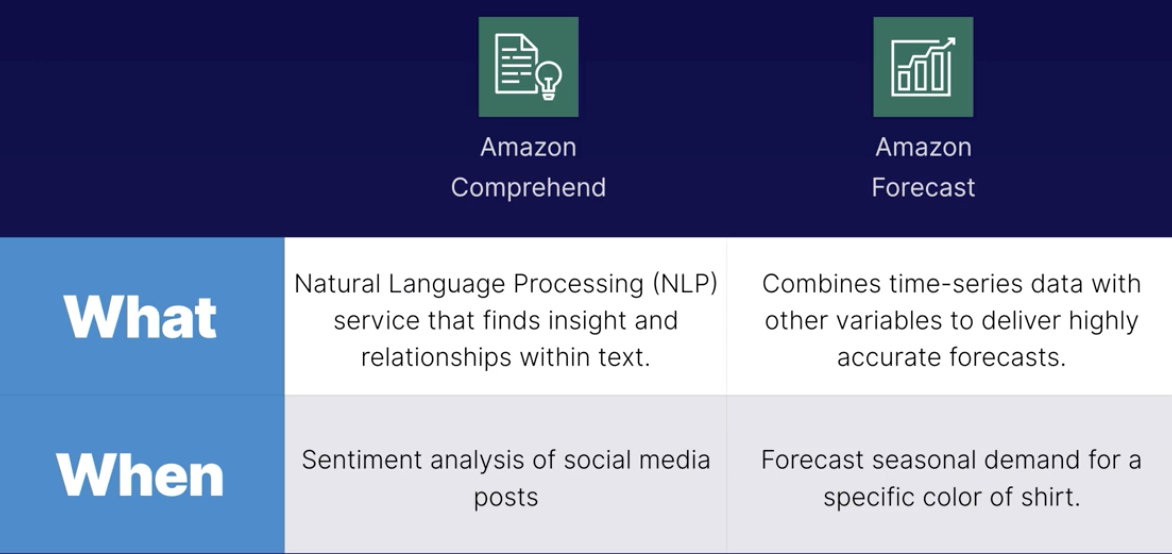 Amazon
Comprehend
Amazon
Forecast
What
Natural Language Processing (NLP)
service that finds insight and
relationships within text.
Combines time-series data with
other variables to deliver highly
accurate forecasts.
When
Sentiment analysis of social media
posts
Forecast seasonal demand for a
specific color of shirt.